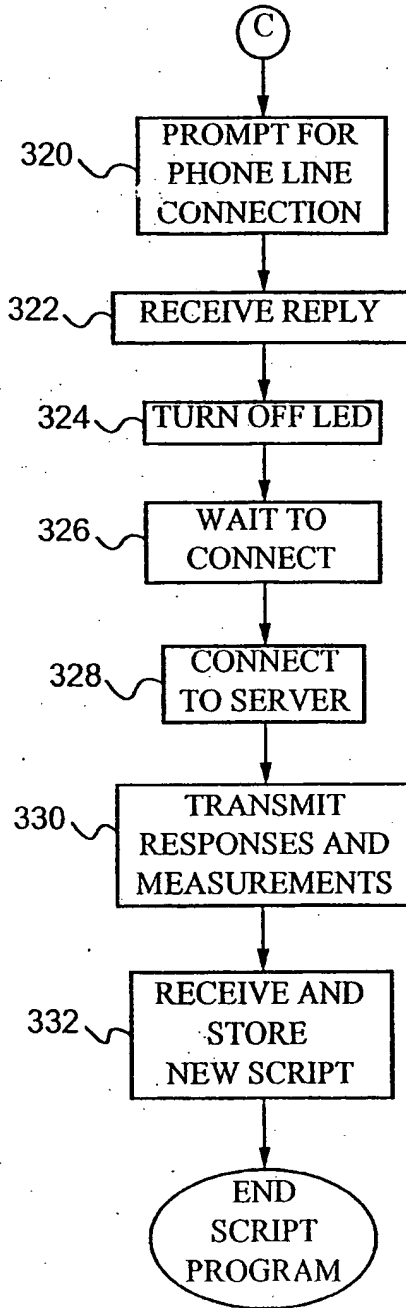 C
320
PROMPT FOR
PHONE LINE
CONNECTION
322
RECEIVE REPLY
324
TURN OFF LED
326
WAIT TO
CONNECT
328
CONNECT
TO SERVER
330
TRANSMIT
RESPONSES AND
MEASUREMENTS
332
RECEIVE AND
STORE
NEW SCRIPT
END
SCRIPT
PROGRAM